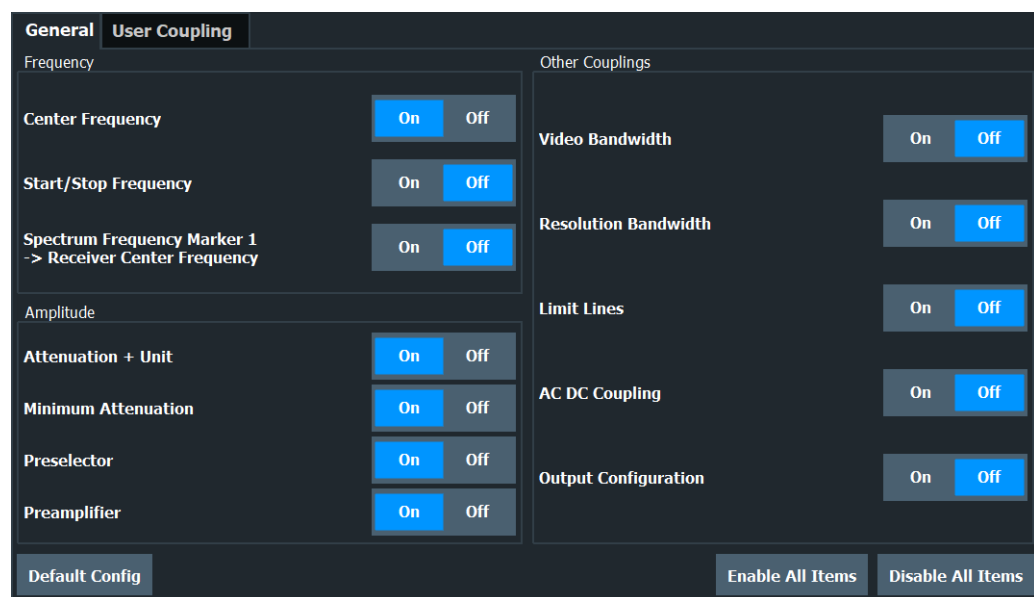 General User Coupling
Frequency
Center Frequency On Off
Start/Stop Frequency On Off
Spectrum Frequency Marker 1
-> Receiver Center Frequency On Off
Amplitude
Attenuation + Unit On Off
Minimum Attenuation On Off
Preselector On Off
Preamplifier On Off
Other Couplings
Video Bandwidth On Off
Resolution Bandwidth On Off
Limit Lines On Off
AC DC Coupling On Off
Output Configuration On Off
Default Config Enable All Items Disable All Items